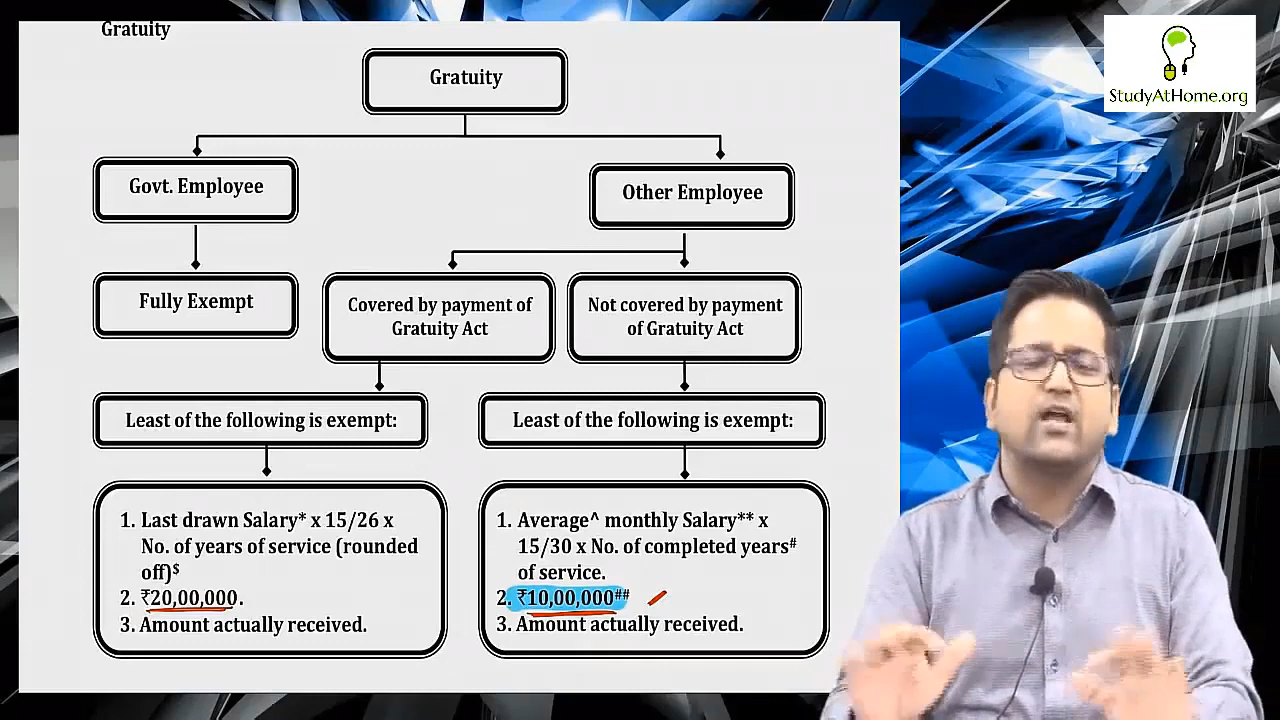 Gratuity
StudyAtHome.org
Gratuity
Govt. Employee
Other Employee
Fully Exempt
Covered by payment of
Gratuity Act
Not covered by payment
of Gratuity Act
Least of the following is exempt:
Least of the following is exempt:
1. Last drawn Salary* x 15/26 x
No. of years of service (rounded
off)$
2. ₹20,00,000.
3. Amount actually received.
1. Average^ monthly Salary** x
15/30 x No. of completed years#
of service.
2. ₹10,00,000##
3. Amount actually received.